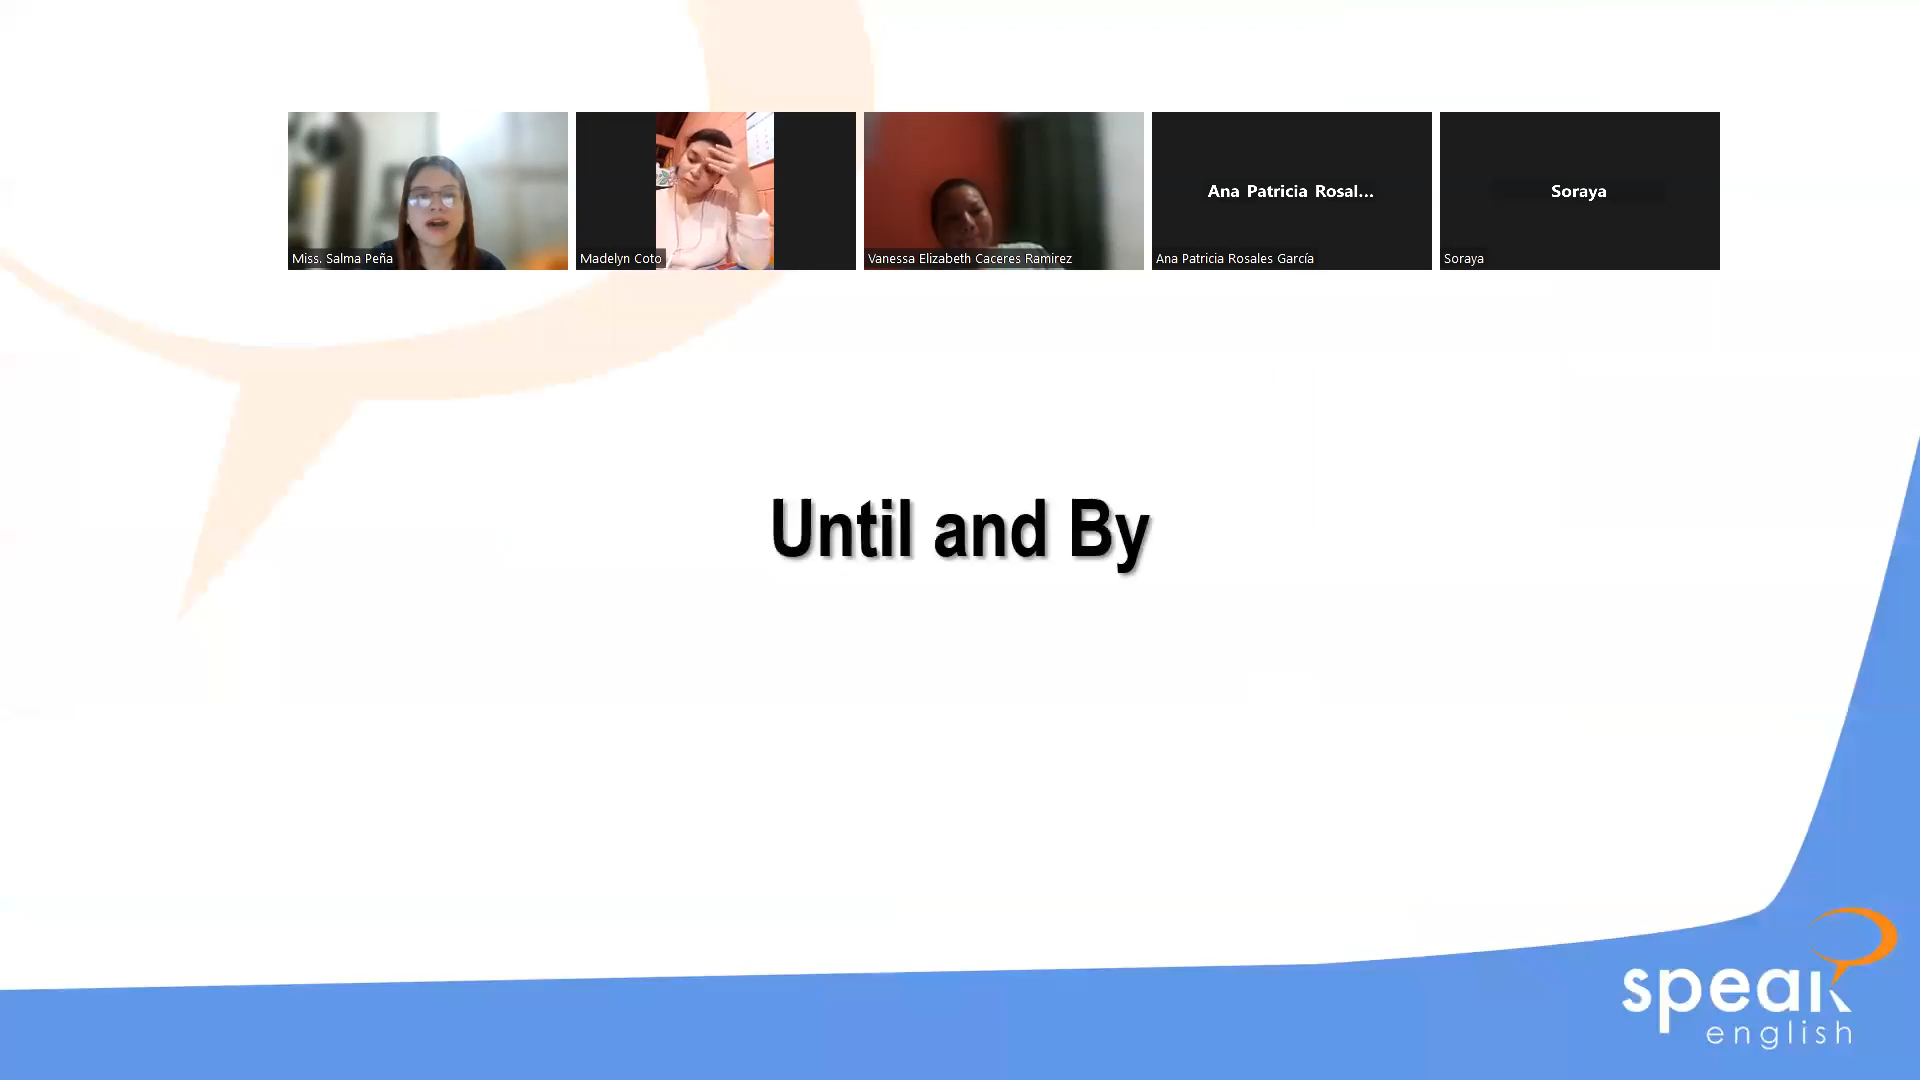 Ana Patricia Rosal...
Soraya
Miss. Salma Peña
Madelyn Coto
Vanessa Elizabeth Caceres Ramirez
Ana Patricia Rosales García
Soraya
Until and By
speak
english